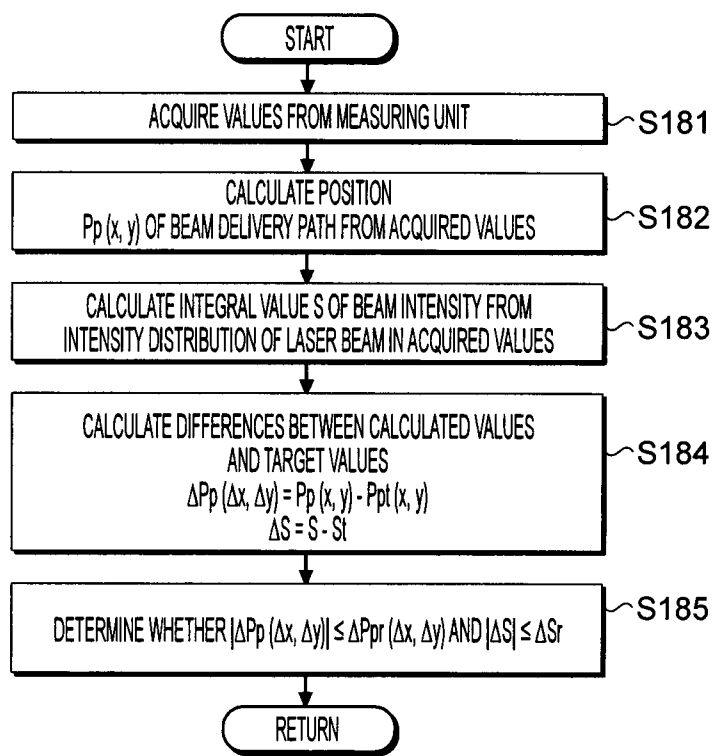 START
ACQUIRE VALUES FROM MEASURING UNIT
S181
CALCULATE POSITION
Pp (x, y) OF BEAM DELIVERY PATH FROM ACQUIRED VALUES
S182
CALCULATE INTEGRAL VALUE S OF BEAM INTENSITY FROM
INTENSITY DISTRIBUTION OF LASER BEAM IN ACQUIRED VALUES
S183
CALCULATE DIFFERENCES BETWEEN CALCULATED VALUES
AND TARGET VALUES
ΔPp (Δx, Δy) = Pp (x, y) - Ppt (x, y)
ΔS = S - St
S184
DETERMINE WHETHER |ΔPp (Δx, Δy)| ≤ ΔPpr (Δx, Δy) AND |ΔS| ≤ ΔSr
S185
RETURN